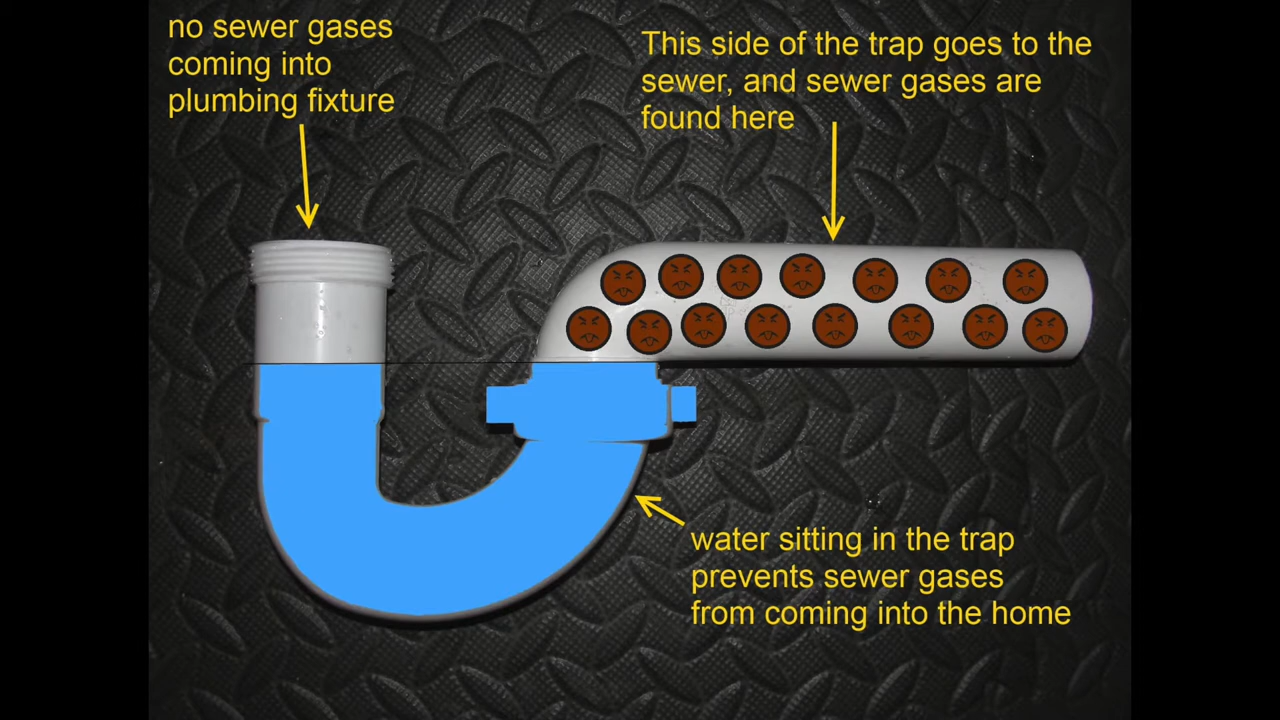 no sewer gases
coming into
plumbing fixture
This side of the trap goes to the
sewer, and sewer gases are
found here
water sitting in the trap
prevents sewer gases
from coming into the home